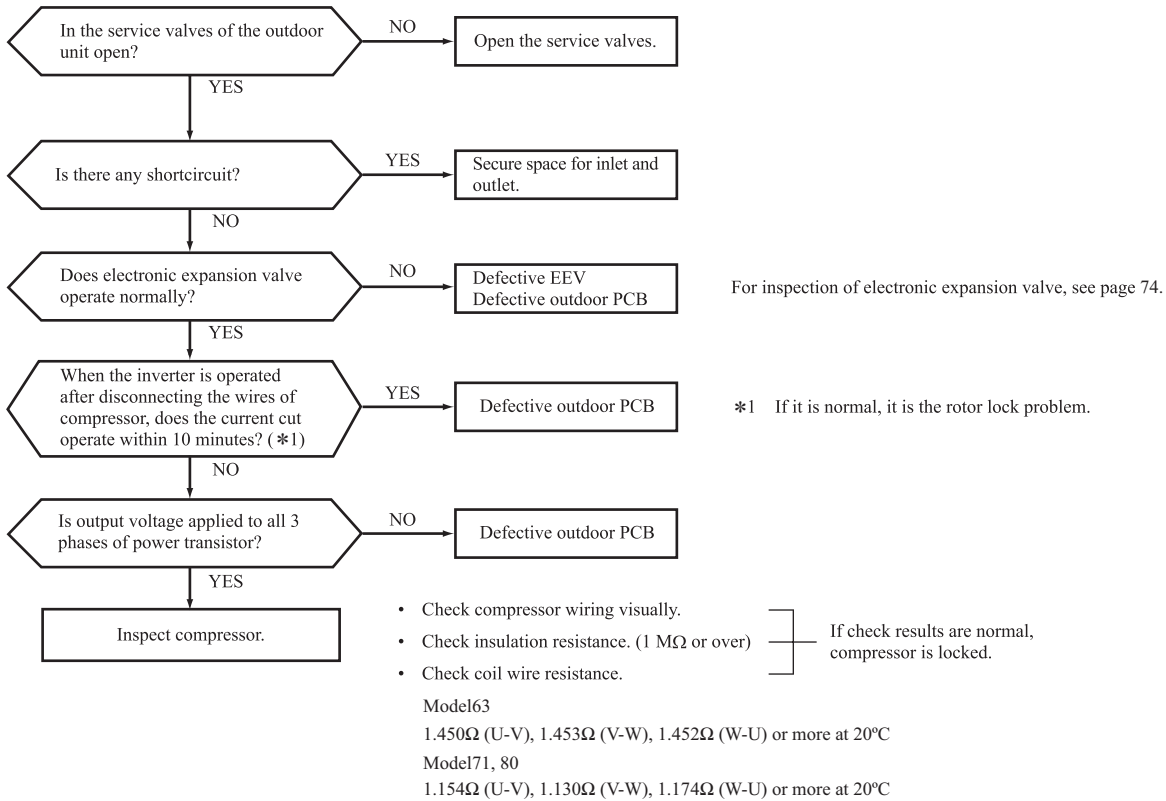 In the service valves of the outdoor
unit open?
NO
Open the service valves.
YES
Is there any shortcircuit?
YES
Secure space for inlet and
outlet.
NO
Does electronic expansion valve
operate normally?
NO
Defective EEV
Defective outdoor PCB
For inspection of electronic expansion valve, see page 74.
YES
When the inverter is operated
after disconnecting the wires of
compressor, does the current cut
operate within 10 minutes? (∗1)
YES
Defective outdoor PCB
∗1 If it is normal, it is the rotor lock problem.
NO
Is output voltage applied to all 3
phases of power transistor?
NO
Defective outdoor PCB
YES
Inspect compressor.
• Check compressor wiring visually.
• Check insulation resistance. (1 MΩ or over)
• Check coil wire resistance.
If check results are normal,
compressor is locked.
Model63
1.450Ω (U-V), 1.453Ω (V-W), 1.452Ω (W-U) or more at 20ºC
Model71, 80
1.154Ω (U-V), 1.130Ω (V-W), 1.174Ω (W-U) or more at 20ºC